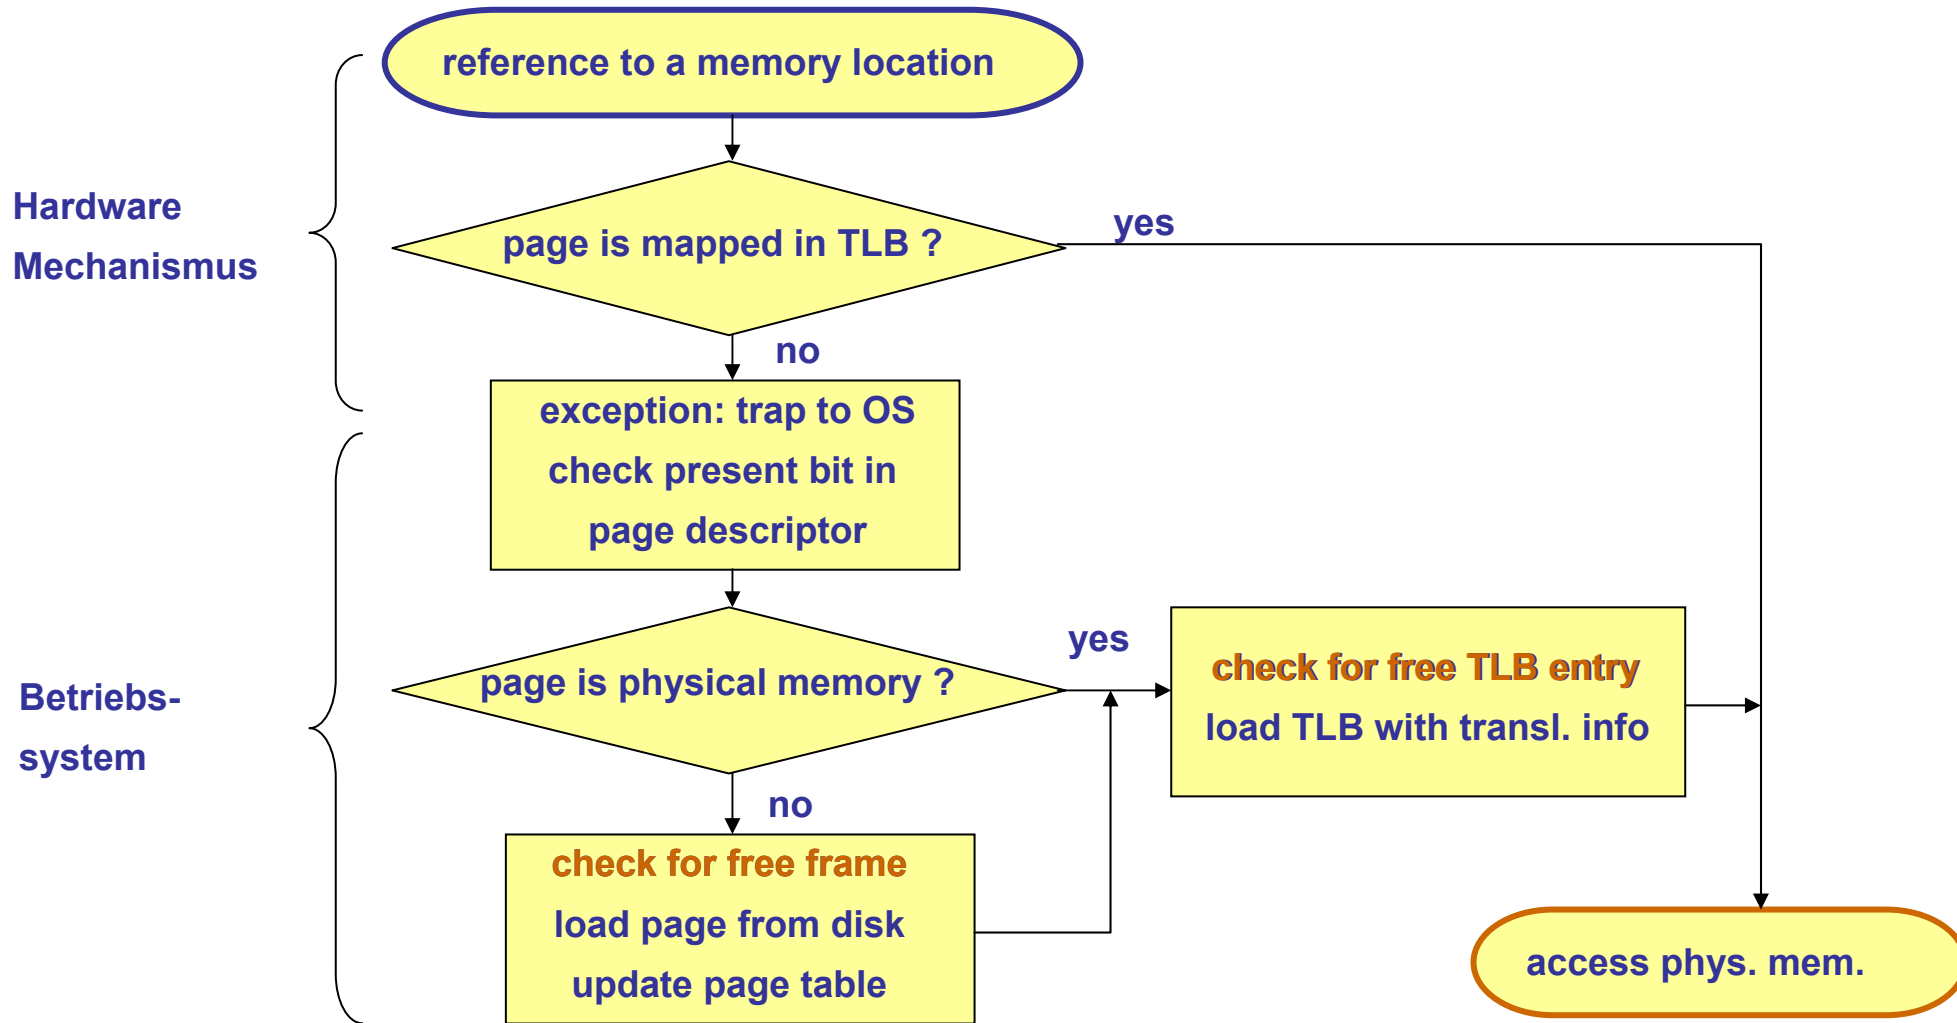 reference to a memory location
Hardware
Mechanismus
page is mapped in TLB ?
yes
no
exception: trap to OS
check present bit in
page descriptor
Betriebs-
system
page is physical memory ?
yes
check for free TLB entry
load TLB with transl. info
no
check for free frame
load page from disk
update page table
access phys. mem.